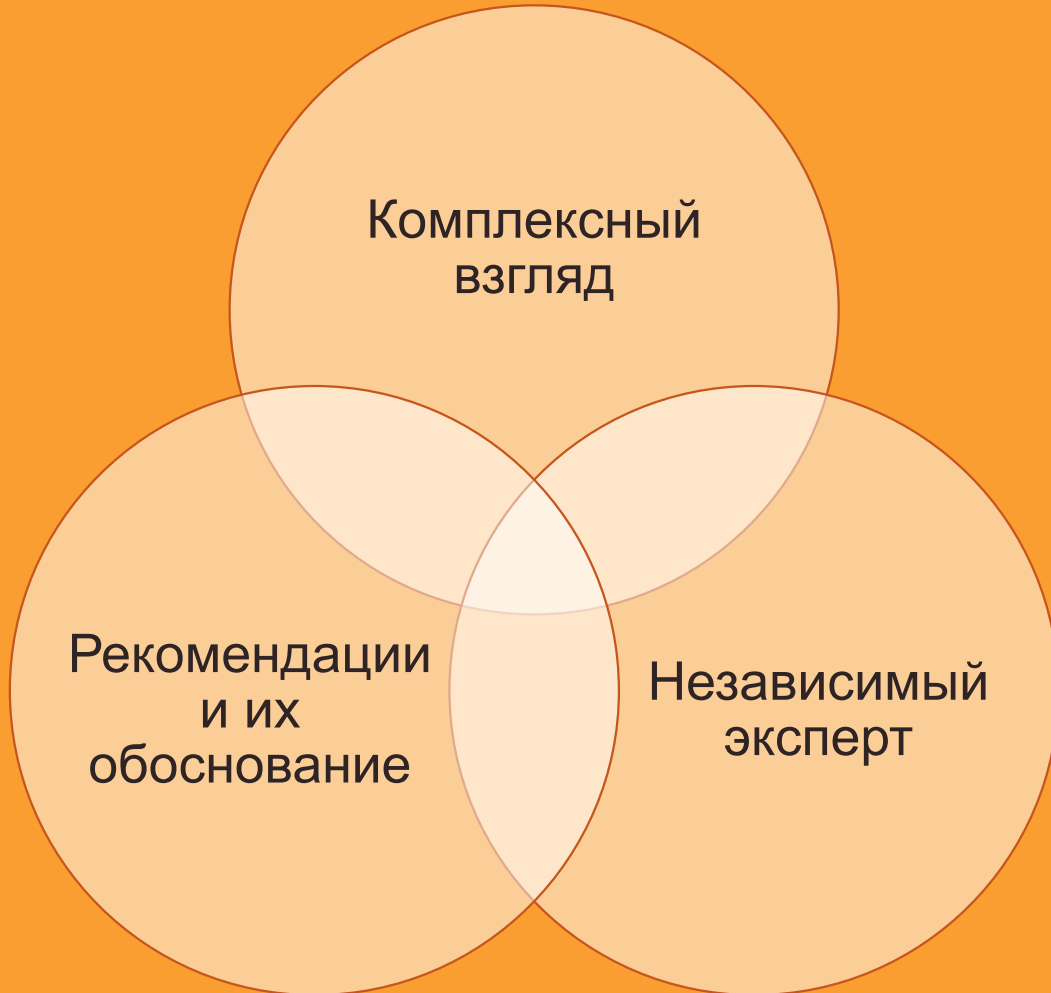 Комплексный
взгляд
Рекомендации
и их
обоснование
Независимый
эксперт